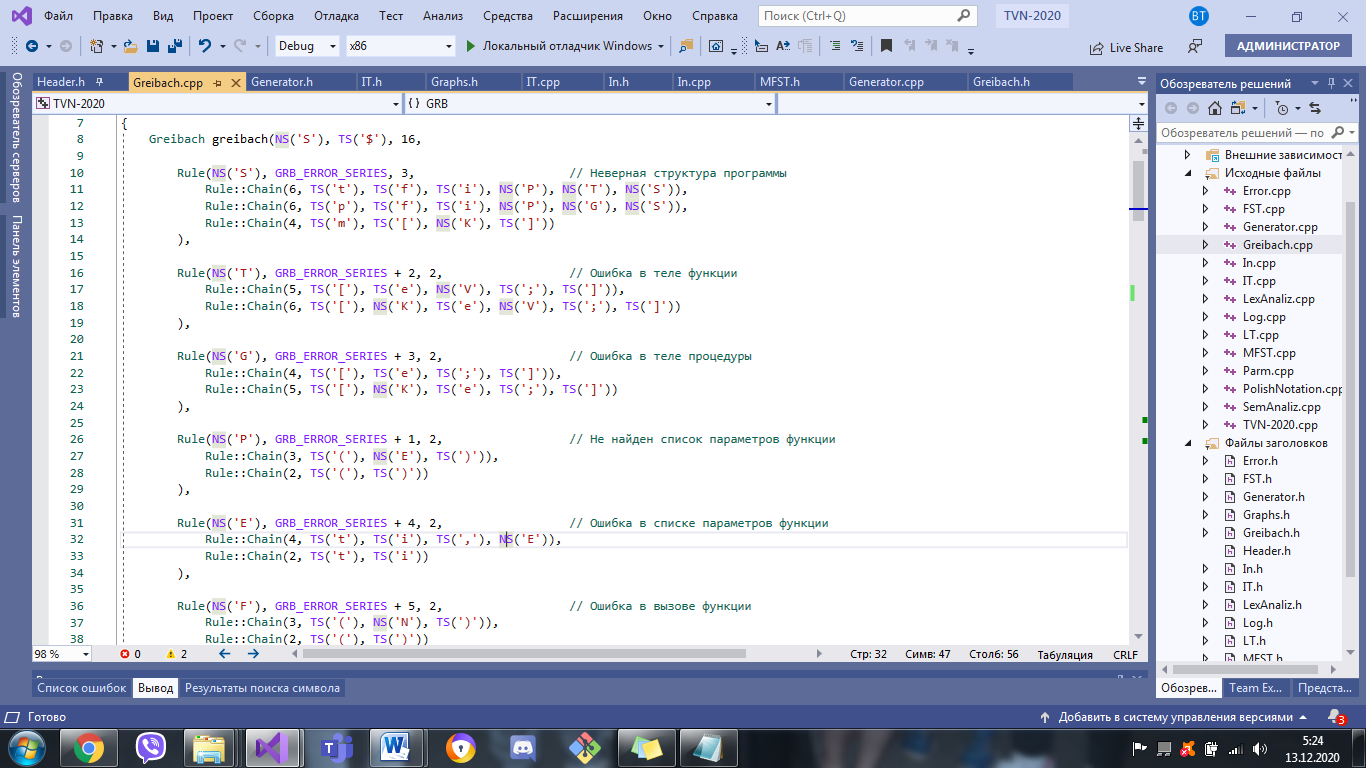 Файл Правка Вид Проект Сборка Отладка Тест Анализ Средства Расширения Окно Справка Поиск (Ctrl+Q) TVN-2020 ВТ
Debug x86 Локальный отладчик Windows Live Share АДМИНИСТРАТОР
Обозреватель серверов
Панель элементов
Header.h Greibach.cpp Generator.h IT.h Graphs.h IT.cpp In.h In.cpp MFST.h Generator.cpp Greibach.h
TVN-2020 {} GRB
7 {
8 Greibach greibach(NS('S'), TS('$'), 16,
9
10 Rule(NS('S'), GRB_ERROR_SERIES, 3, // Неверная структура программы
11 Rule::Chain(6, TS('t'), TS('f'), TS('i'), NS('P'), NS('T'), NS('S')),
12 Rule::Chain(6, TS('p'), TS('f'), TS('i'), NS('P'), NS('G'), NS('S')),
13 Rule::Chain(4, TS('m'), TS('['), NS('K'), TS(']'))
14 ),
15
16 Rule(NS('T'), GRB_ERROR_SERIES + 2, 2, // Ошибка в теле функции
17 Rule::Chain(5, TS('['), TS('e'), NS('V'), TS(';'), TS(']')),
18 Rule::Chain(6, TS('['), NS('K'), TS('e'), NS('V'), TS(';'), TS(']'))
19 ),
20
21 Rule(NS('G'), GRB_ERROR_SERIES + 3, 2, // Ошибка в теле процедуры
22 Rule::Chain(4, TS('['), TS('e'), TS(';'), TS(']')),
23 Rule::Chain(5, TS('['), NS('K'), TS('e'), TS(';'), TS(']'))
24 ),
25
26 Rule(NS('P'), GRB_ERROR_SERIES + 1, 2, // Не найден список параметров функции
27 Rule::Chain(3, TS('('), NS('E'), TS(')')),
28 Rule::Chain(2, TS('('), TS(')'))
29 ),
30
31 Rule(NS('E'), GRB_ERROR_SERIES + 4, 2, // Ошибка в списке параметров функции
32 Rule::Chain(4, TS('t'), TS('i'), TS(','), NS('E')),
33 Rule::Chain(2, TS('t'), TS('i'))
34 ),
35
36 Rule(NS('F'), GRB_ERROR_SERIES + 5, 2, // Ошибка в вызове функции
37 Rule::Chain(3, TS('('), NS('N'), TS(')')),
38 Rule::Chain(2, TS('('), TS(')'))
98 % 0 2 Стр: 32 Симв: 47 Столб: 56 Табуляция CRLF
Список ошибок Вывод Результаты поиска символа
Обозреватель решений
Обозреватель решений — по
Внешние зависимост
Исходные файлы
Error.cpp
FST.cpp
Generator.cpp
Greibach.cpp
In.cpp
IT.cpp
LexAnaliz.cpp
Log.cpp
LT.cpp
MFST.cpp
Parm.cpp
PolishNotation.cpp
SemAnaliz.cpp
TVN-2020.cpp
Файлы заголовков
Error.h
FST.h
Generator.h
Graphs.h
Greibach.h
Header.h
In.h
IT.h
LexAnaliz.h
Log.h
LT.h
MFST.h
Обозрев... Team Ex... Предста...
Готово Добавить в систему управления версиями 3
5:24
13.12.2020